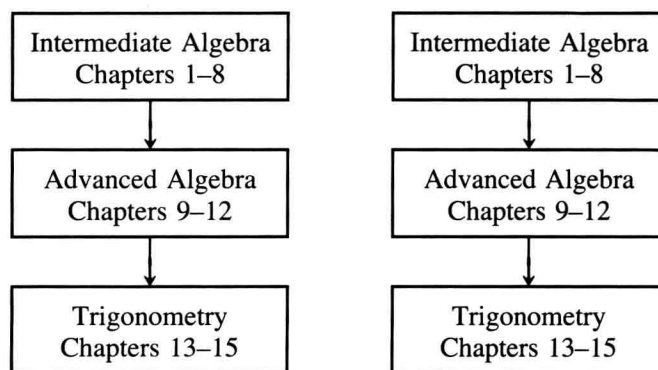 Intermediate Algebra
Chapters 1–8
Advanced Algebra
Chapters 9–12
Trigonometry
Chapters 13–15
Intermediate Algebra
Chapters 1–8
Advanced Algebra
Chapters 9–12
Trigonometry
Chapters 13–15